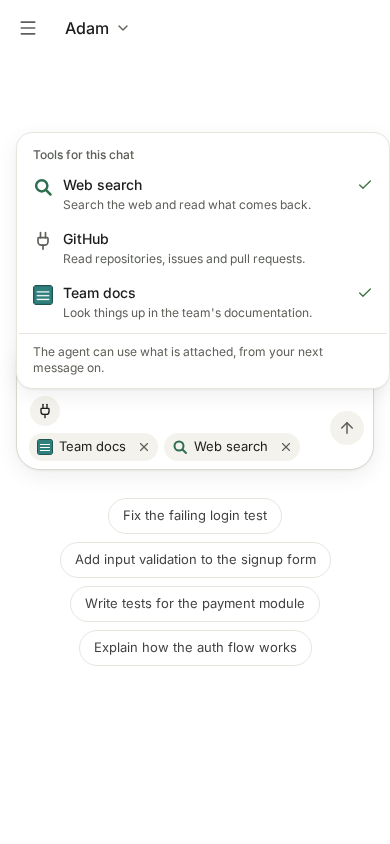 Adam
Tools for this chat
Web search
Search the web and read what comes back.
GitHub
Read repositories, issues and pull requests.
Team docs
Look things up in the team's documentation.
The agent can use what is attached, from your next
message on.
Team docs
Web search
Fix the failing login test
Add input validation to the signup form
Write tests for the payment module
Explain how the auth flow works